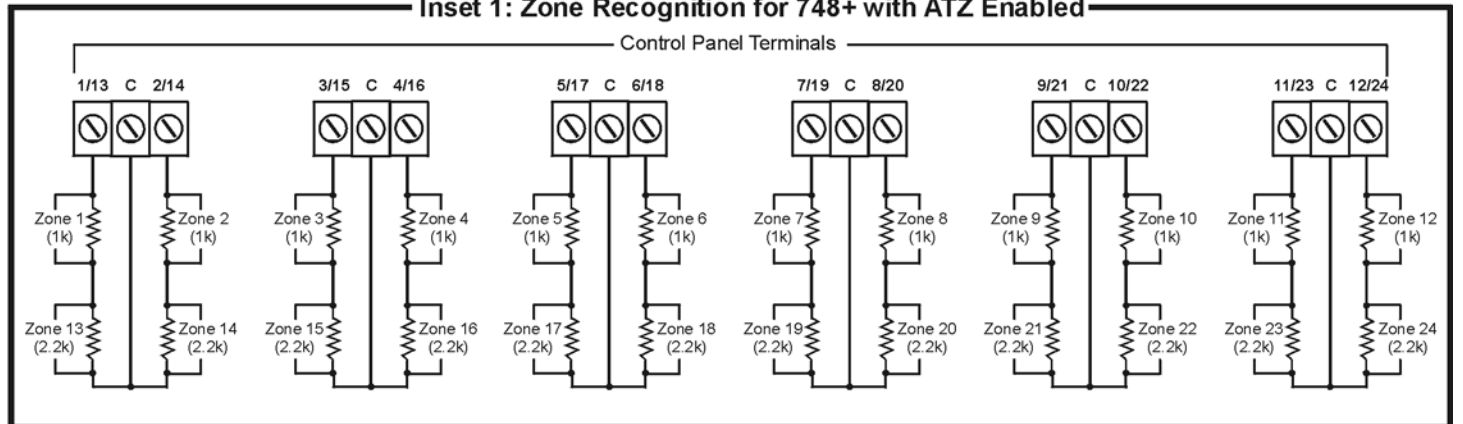 Inset 1: Zone Recognition for 748+ with ATZ Enabled
Control Panel Terminals
1/13 C 2/14 3/15 C 4/16 5/17 C 6/18 7/19 C 8/20 9/21 C 10/22 11/23 C 12/24
Zone 1 Zone 2 Zone 3 Zone 4 Zone 5 Zone 6 Zone 7 Zone 8 Zone 9 Zone 10 Zone 11 Zone 12
(1k) (1k) (1k) (1k) (1k) (1k) (1k) (1k) (1k) (1k) (1k) (1k)
Zone 13 Zone 14 Zone 15 Zone 16 Zone 17 Zone 18 Zone 19 Zone 20 Zone 21 Zone 22 Zone 23 Zone 24
(2.2k) (2.2k) (2.2k) (2.2k) (2.2k) (2.2k) (2.2k) (2.2k) (2.2k) (2.2k) (2.2k) (2.2k)